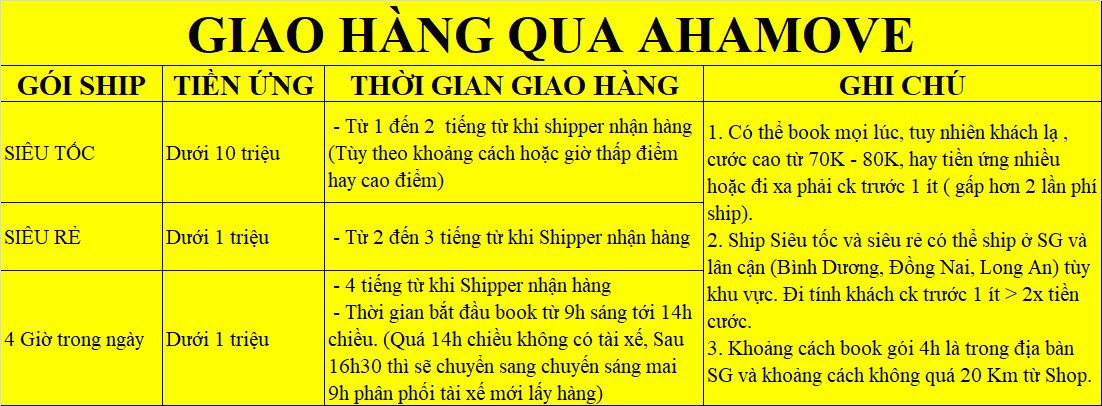 GIAO HÀNG QUA AHAMOVE
GÓI SHIP
TIỀN ỨNG
THỜI GIAN GIAO HÀNG
GHI CHÚ
SIÊU TỐC
Dưới 10 triệu
- Từ 1 đến 2 tiếng từ khi shipper nhận hàng
(Tùy theo khoảng cách hoặc giờ thấp điểm
hay cao điểm)
SIÊU RẺ
Dưới 1 triệu
- Từ 2 đến 3 tiếng từ khi Shipper nhận hàng
4 Giờ trong ngày
Dưới 1 triệu
- 4 tiếng từ khi Shipper nhận hàng
- Thời gian bắt đầu book từ 9h sáng tới 14h
chiều. (Quá 14h chiều không có tài xế, Sau
16h30 thì sẽ chuyển sang chuyến sáng mai
9h phân phối tài xế mới lấy hàng)
1. Có thể book mọi lúc, tuy nhiên khách lạ ,
cước cao từ 70K - 80K, hay tiền ứng nhiều
hoặc đi xa phải ck trước 1 ít ( gấp hơn 2 lần phí
ship).
2. Ship Siêu tốc và siêu rẻ có thể ship ở SG và
lân cận (Bình Dương, Đồng Nai, Long An) tùy
khu vực. Đi tính khách ck trước 1 ít > 2x tiền
cước.
3. Khoảng cách book gói 4h là trong địa bàn
SG và khoảng cách không quá 20 Km từ Shop.